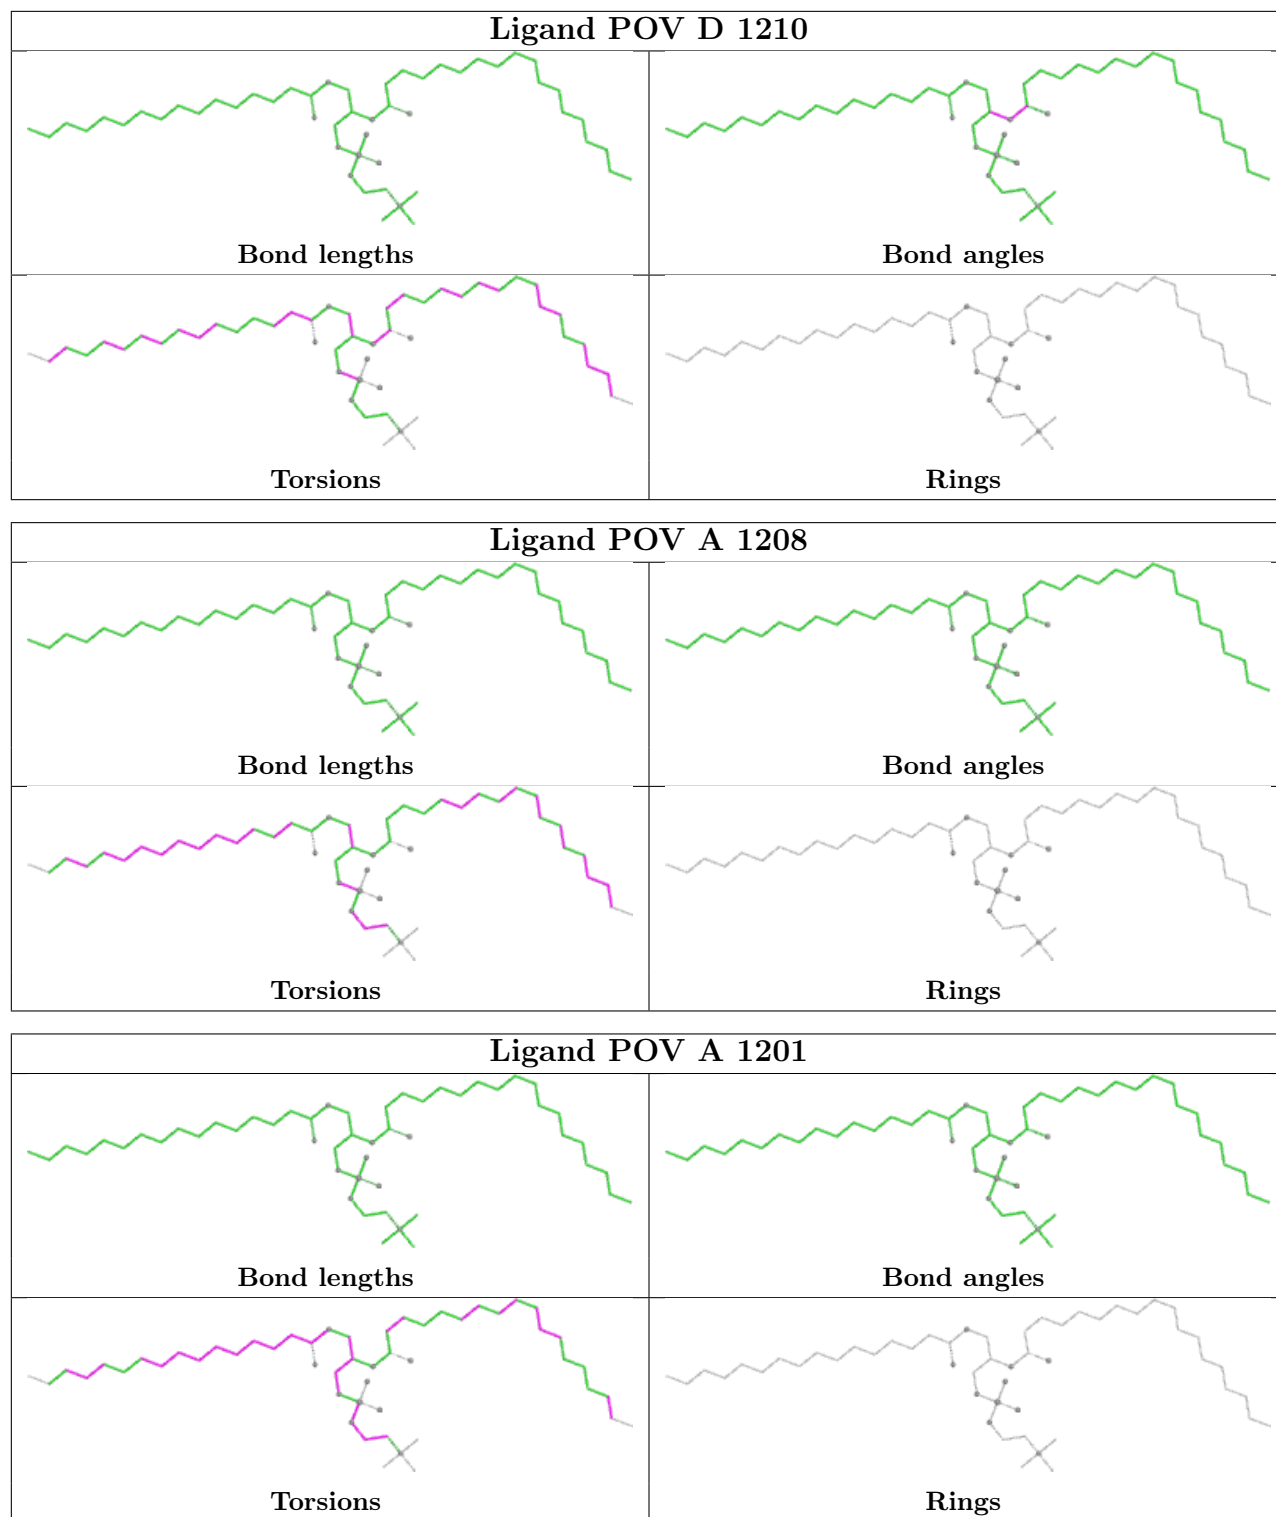 Ligand POV D 1210
Bond lengths
Bond angles
Torsions
Rings
Ligand POV A 1208
Bond lengths
Bond angles
Torsions
Rings
Ligand POV A 1201
Bond lengths
Bond angles
Torsions
Rings